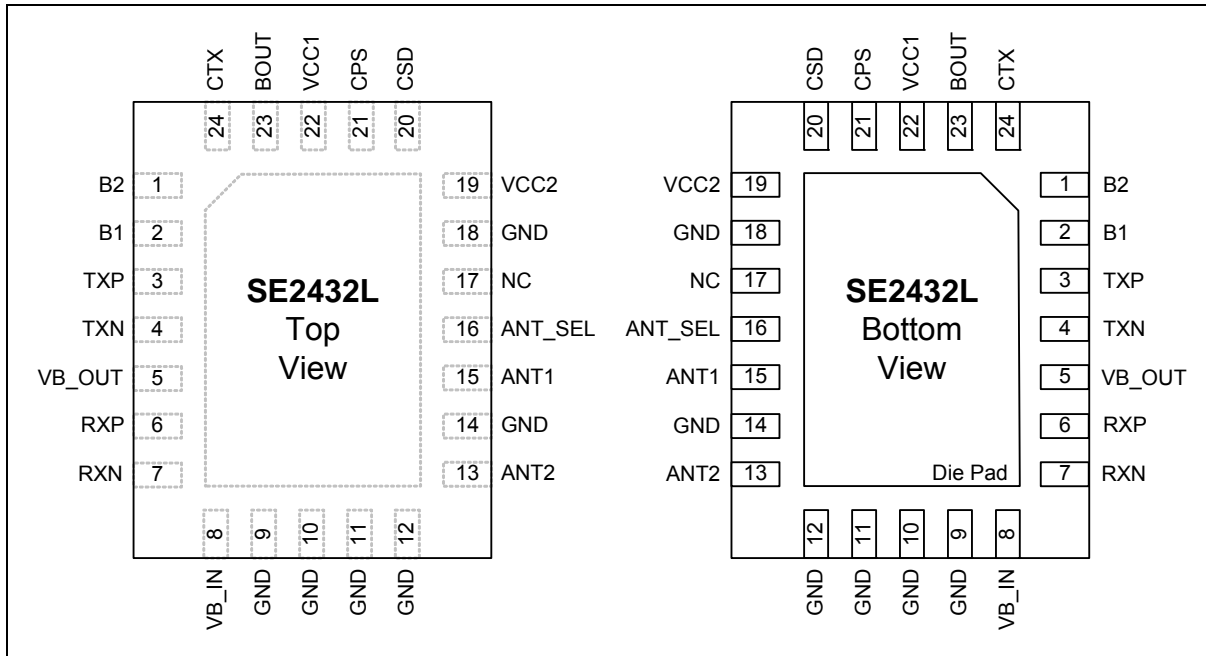 CTX
BOUT
VCC1
CPS
CSD
24
23
22
21
20
B2 1
B1 2
TXP 3
TXN 4
VB_OUT 5
RXP 6
RXN 7
SE2432L
Top
View
19 VCC2
18 GND
17 NC
16 ANT_SEL
15 ANT1
14 GND
13 ANT2
8
9
10
11
12
VB_IN
GND
GND
GND
GND
CSD
CPS
VCC1
BOUT
CTX
20
21
22
23
24
VCC2 19
GND 18
NC 17
ANT_SEL 16
ANT1 15
GND 14
ANT2 13
SE2432L
Bottom
View
Die Pad
1 B2
2 B1
3 TXP
4 TXN
5 VB_OUT
6 RXP
7 RXN
12
11
10
9
8
GND
GND
GND
GND
VB_IN